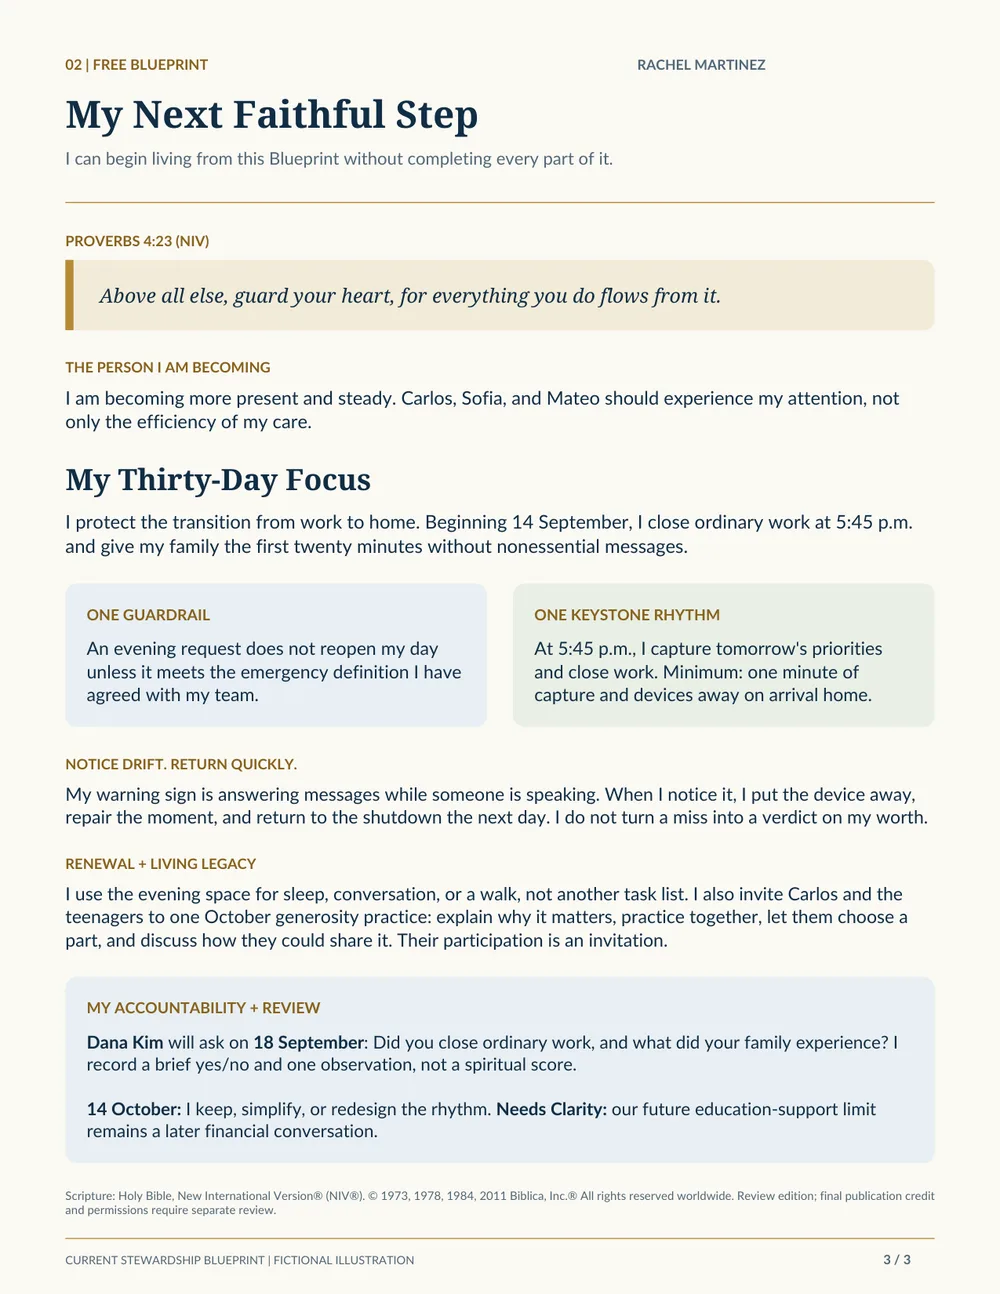 02 | FREE BLUEPRINT
RACHEL MARTINEZ
My Next Faithful Step
I can begin living from this Blueprint without completing every part of it.
PROVERBS 4:23 (NIV)
Above all else, guard your heart, for everything you do flows from it.
THE PERSON I AM BECOMING
I am becoming more present and steady. Carlos, Sofia, and Mateo should experience my attention, not
only the efficiency of my care.
My Thirty-Day Focus
I protect the transition from work to home. Beginning 14 September, I close ordinary work at 5:45 p.m.
and give my family the first twenty minutes without nonessential messages.
ONE GUARDRAIL
An evening request does not reopen my day
unless it meets the emergency definition I have
agreed with my team.
ONE KEYSTONE RHYTHM
At 5:45 p.m., I capture tomorrow's priorities
and close work. Minimum: one minute of
capture and devices away on arrival home.
NOTICE DRIFT. RETURN QUICKLY.
My warning sign is answering messages while someone is speaking. When I notice it, I put the device away,
repair the moment, and return to the shutdown the next day. I do not turn a miss into a verdict on my worth.
RENEWAL + LIVING LEGACY
I use the evening space for sleep, conversation, or a walk, not another task list. I also invite Carlos and the
teenagers to one October generosity practice: explain why it matters, practice together, let them choose a
part, and discuss how they could share it. Their participation is an invitation.
MY ACCOUNTABILITY + REVIEW
Dana Kim will ask on 18 September: Did you close ordinary work, and what did your family experience? I
record a brief yes/no and one observation, not a spiritual score.
14 October: I keep, simplify, or redesign the rhythm. Needs Clarity: our future education-support limit
remains a later financial conversation.
Scripture: Holy Bible, New International Version® (NIV®). © 1973, 1978, 1984, 2011 Biblica, Inc.® All rights reserved worldwide. Review edition; final publication credit
and permissions require separate review.
CURRENT STEWARDSHIP BLUEPRINT | FICTIONAL ILLUSTRATION
3 / 3